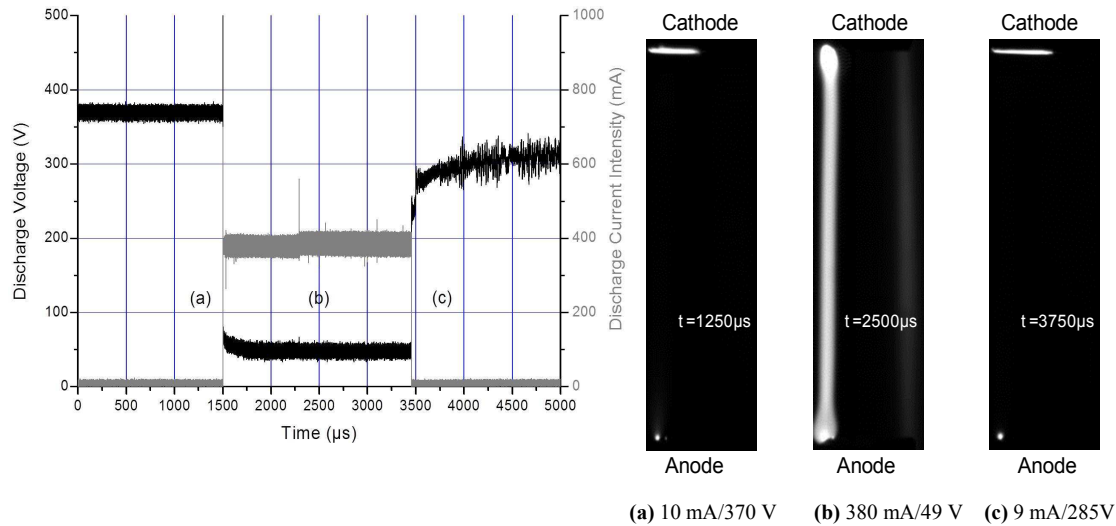 500
400
300
200
100
0
Discharge Voltage (V)
0 500 1000 1500 2000 2500 3000 3500 4000 4500 5000
Time (µs)
1000
800
600
400
200
0
Discharge Current Intensity (mA)
(a)
(b)
(c)
Cathode
t =1250µs
Anode
(a) 10 mA/370 V
Cathode
t =2500µs
Anode
(b) 380 mA/49 V
Cathode
t =3750µs
Anode
(c) 9 mA/285V